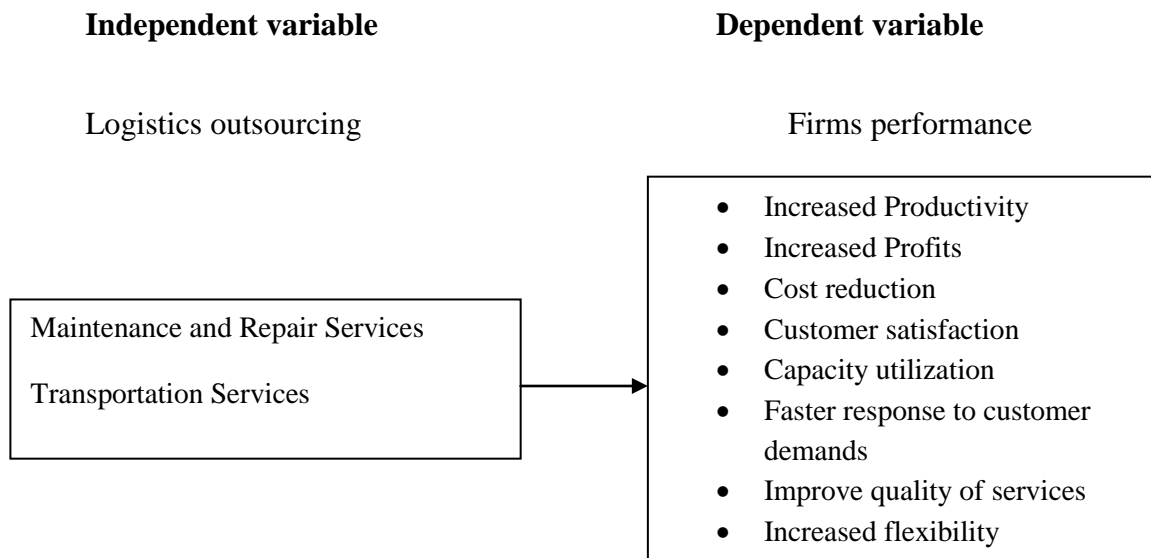 Independent variable
Dependent variable
Logistics outsourcing
Firms performance
Maintenance and Repair Services
Transportation Services
• Increased Productivity
• Increased Profits
• Cost reduction
• Customer satisfaction
• Capacity utilization
• Faster response to customer
demands
• Improve quality of services
• Increased flexibility